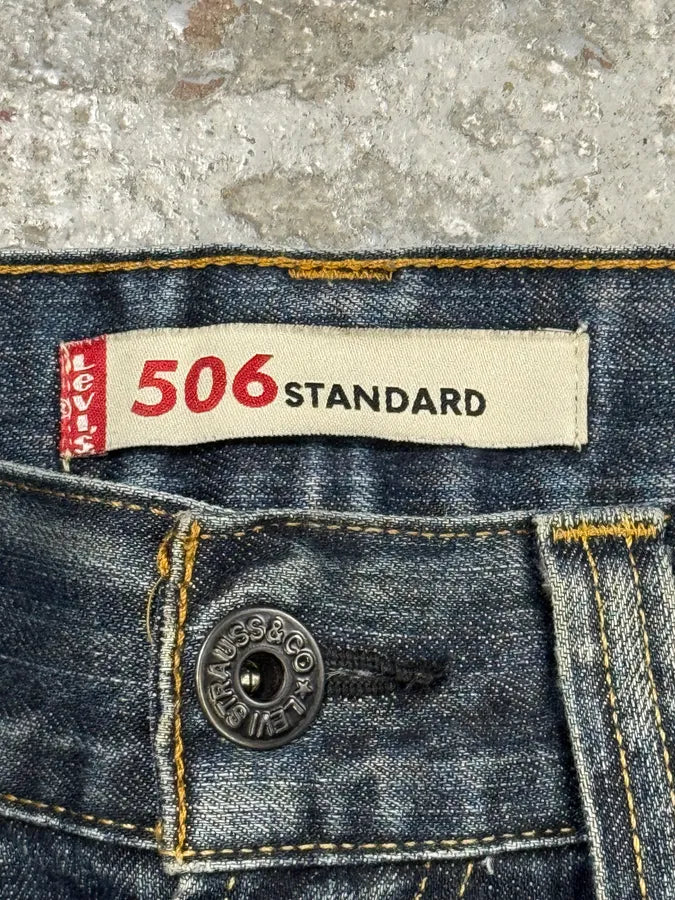 Levi's
506 STANDARD
LEVI STRAUSS & CO